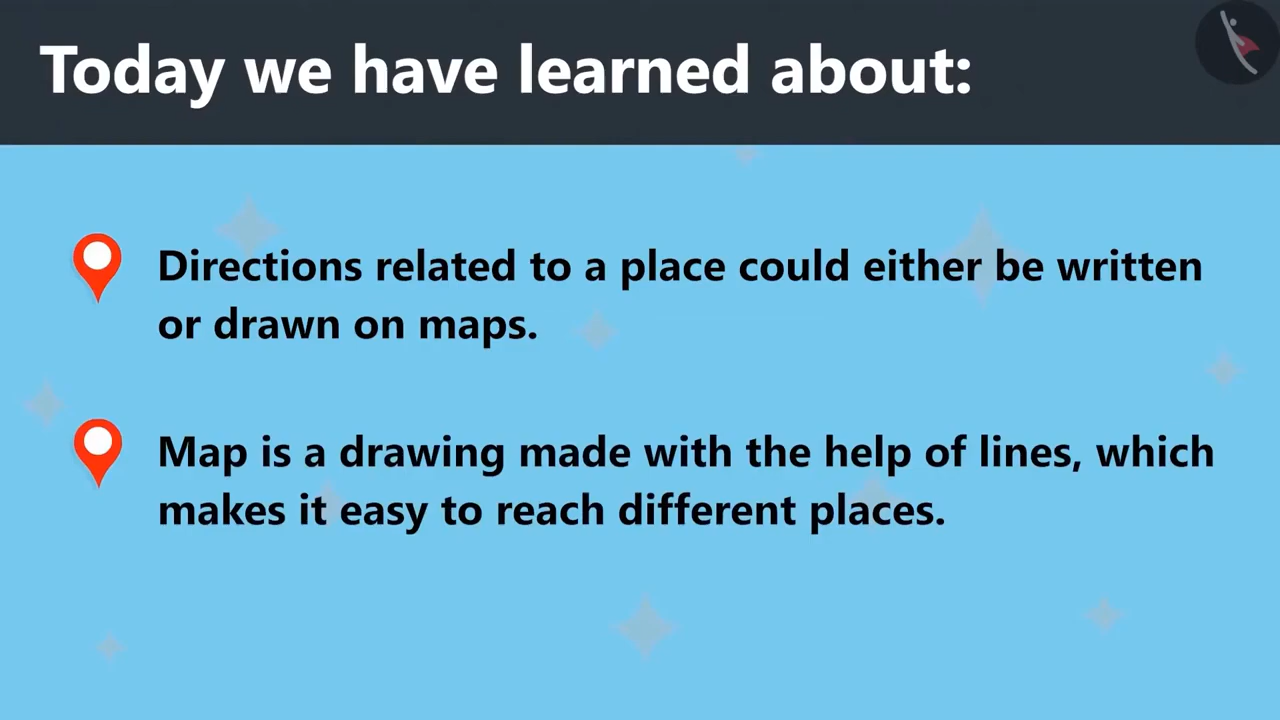 Today we have learned about:
Directions related to a place could either be written
or drawn on maps.
Map is a drawing made with the help of lines, which
makes it easy to reach different places.